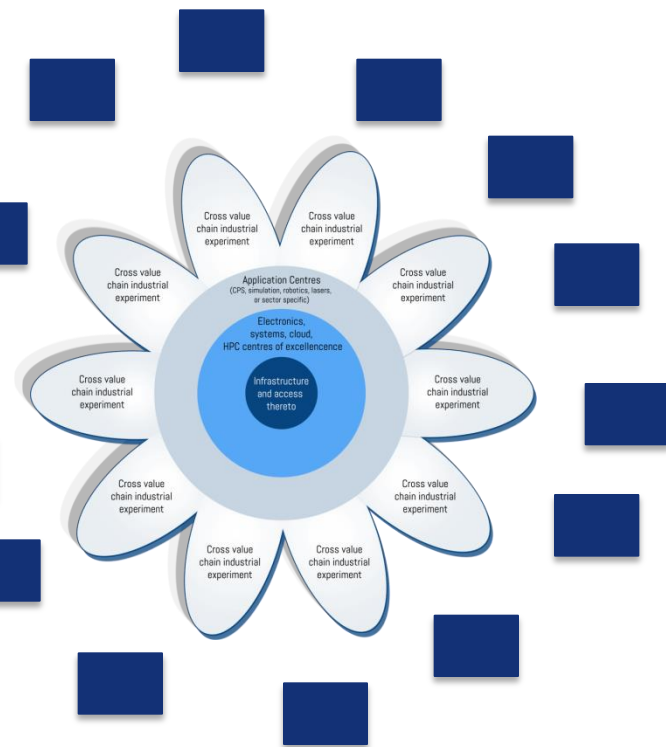 Cross value
chain industrial
experiment
Cross value
chain industrial
experiment
Cross value
chain industrial
experiment
Cross value
chain industrial
experiment
Application Centres
(CPS, simulation, robotics, lasers,
or sector specific)
Electronics,
systems, cloud,
HPC centres of excellencence
Cross value
chain industrial
experiment
Infrastructure
and access
thereto
Cross value
chain industrial
experiment
Cross value
chain industrial
experiment
Cross value
chain industrial
experiment
Cross value
chain industrial
experiment
Cross value
chain industrial
experiment